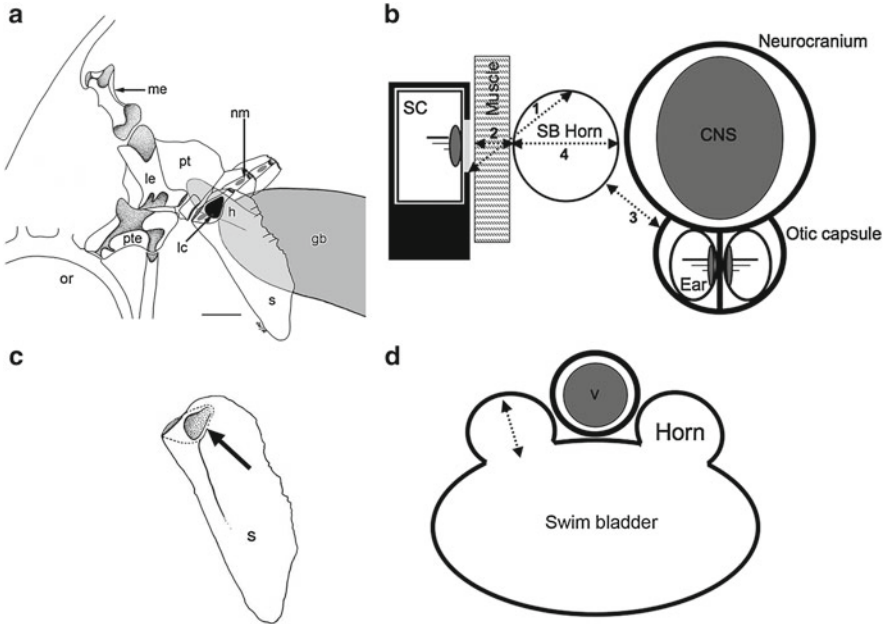 a
me
nm
pt
le
h
pte
lc
gb
or
s
b
Neurocranium
Muscle
SC
1
2
SB Horn
4
CNS
3
Otic capsule
Ear
c
s
d
v
Horn
Swim bladder